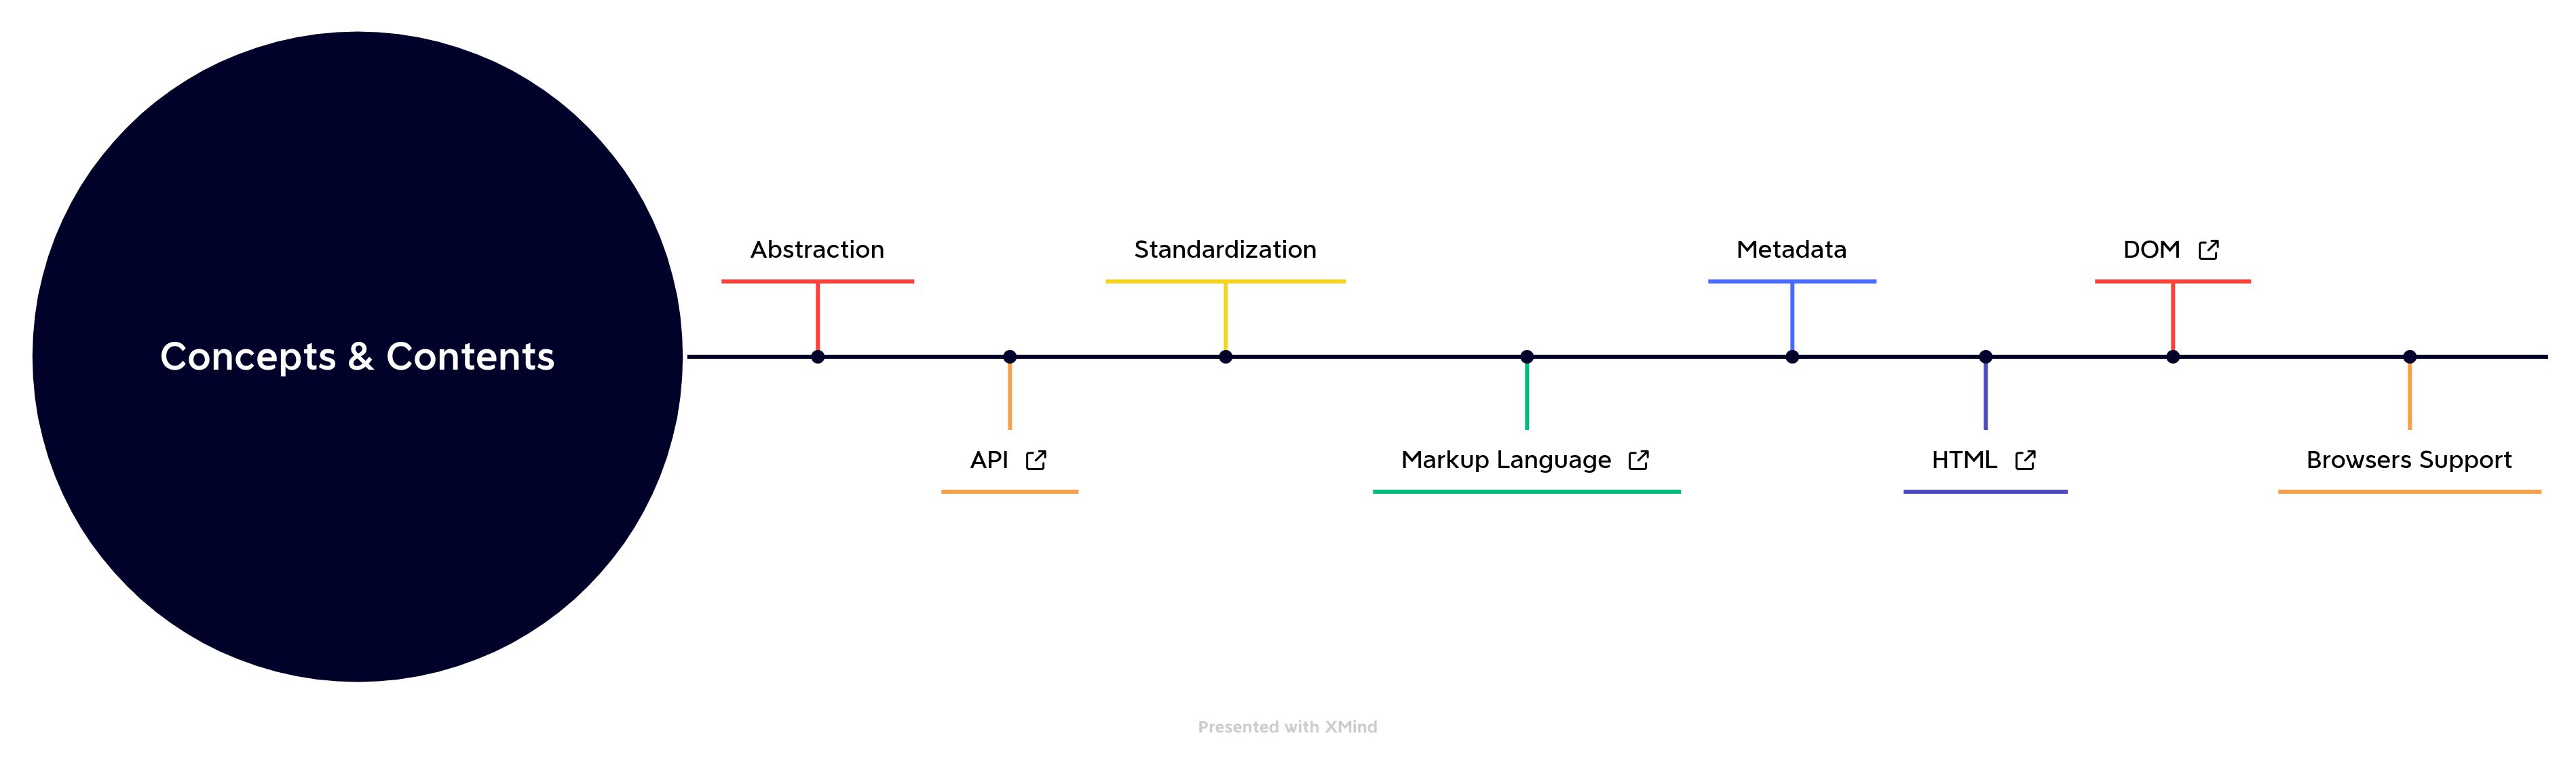 Concepts & Contents
Abstraction
API
Standardization
Markup Language
Metadata
HTML
DOM
Browsers Support
Presented with XMind